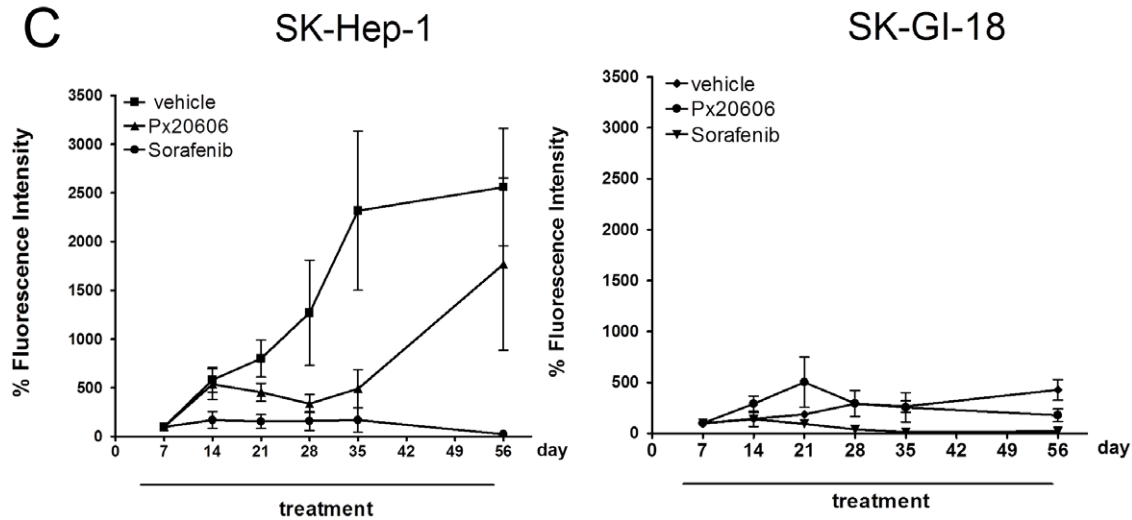 C
SK-Hep-1
% Fluorescence Intensity
3500
3000
2500
2000
1500
1000
500
0
vehicle
Px20606
Sorafenib
0 7 14 21 28 35 42 49 56 day
treatment
SK-GI-18
% Fluorescence Intensity
3500
3000
2500
2000
1500
1000
500
0
vehicle
Px20606
Sorafenib
0 7 14 21 28 35 42 49 56 day
treatment